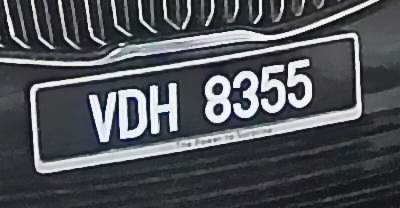 VDH 8355
The Power to Surprise